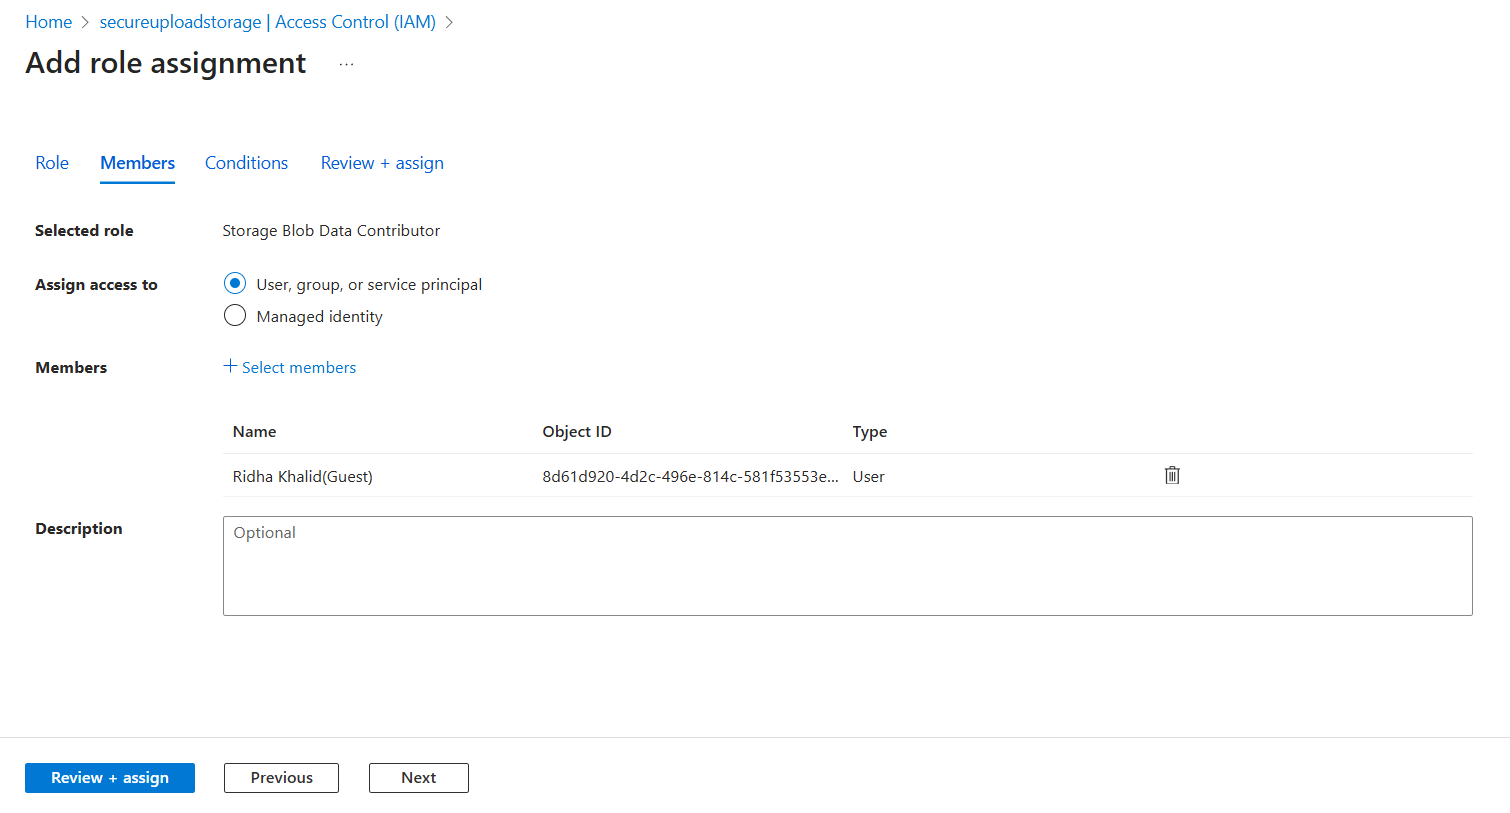 Home > secureuploadstorage | Access Control (IAM) >
Add role assignment ...
Role Members Conditions Review + assign
Selected role Storage Blob Data Contributor
Assign access to User, group, or service principal
Managed identity
Members + Select members
Name Object ID Type
Ridha Khalid(Guest) 8d61d920-4d2c-496e-814c-581f53553e... User
Description Optional
Review + assign Previous Next